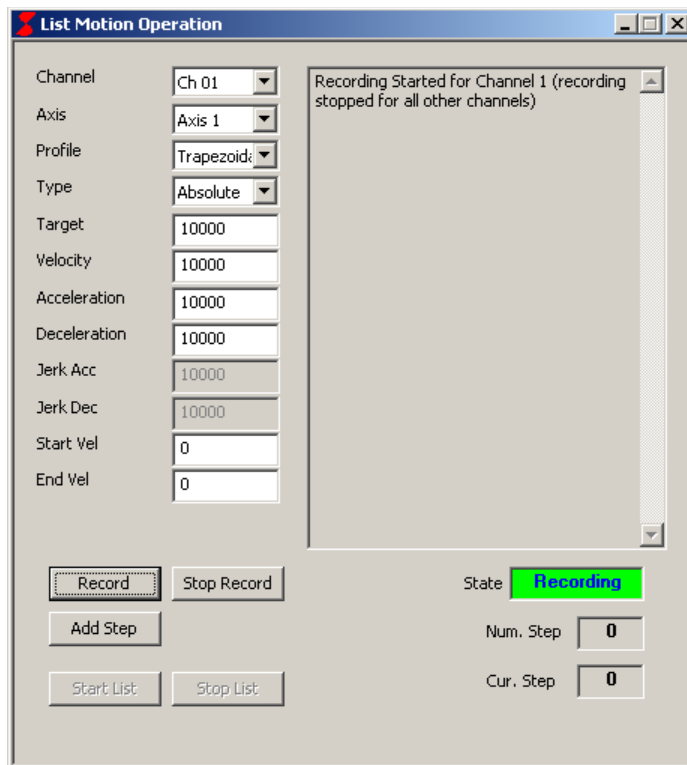 List Motion Operation
Channel
Ch 01
Axis
Axis 1
Profile
Trapezoida
Type
Absolute
Target
10000
Velocity
10000
Acceleration
10000
Deceleration
10000
Jerk Acc
10000
Jerk Dec
10000
Start Vel
0
End Vel
0
Recording Started for Channel 1 (recording
stopped for all other channels)
Record
Stop Record
Add Step
Start List
Stop List
State
Recording
Num. Step
0
Cur. Step
0